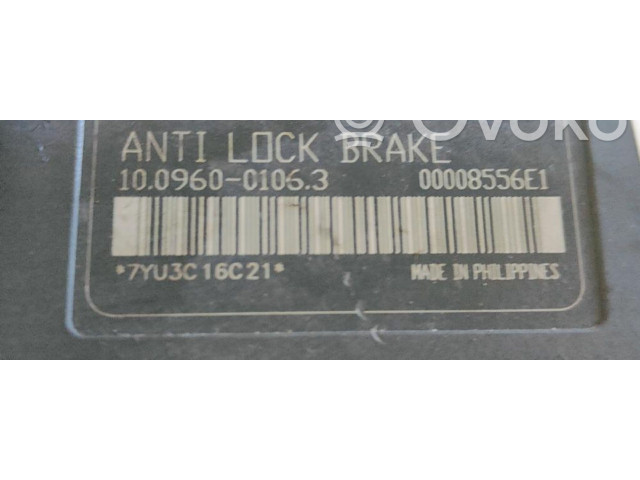 Ovoko
ANTI LOCK BRAKE
10.0960-0106.3 00008556E1
*7YU3C16C21* MADE IN PHILIPPINES